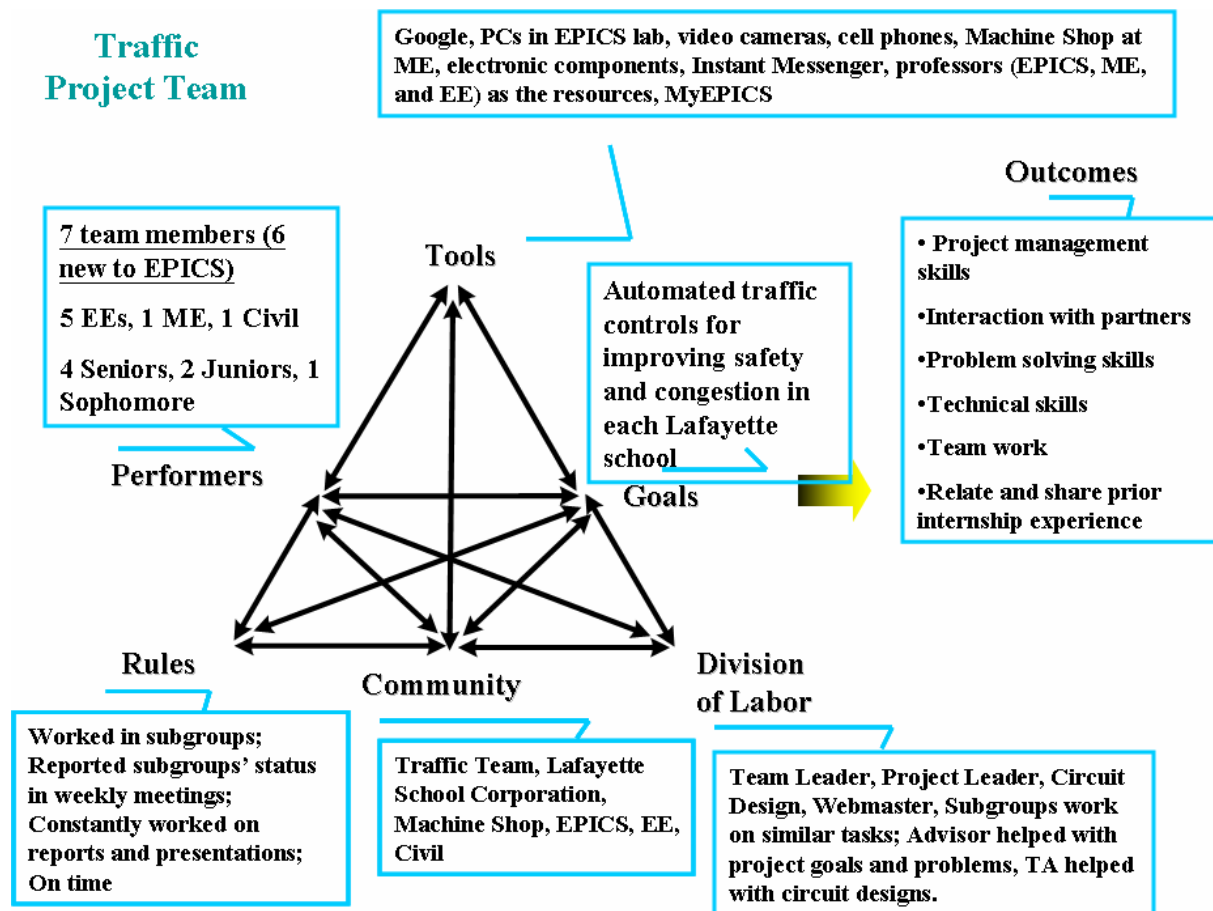 Traffic
Project Team
Google, PCs in EPICS lab, video cameras, cell phones, Machine Shop at
ME, electronic components, Instant Messenger, professors (EPICS, ME,
and EE) as the resources, MyEPICS
Outcomes
• Project management
skills
•Interaction with partners
•Problem solving skills
•Technical skills
•Team work
•Relate and share prior
internship experience
7 team members (6
new to EPICS)
5 EEs, 1 ME, 1 Civil
4 Seniors, 2 Juniors, 1
Sophomore
Performers
Tools
Automated traffic
controls for
improving safety
and congestion in
each Lafayette
school
Goals
Rules
Worked in subgroups;
Reported subgroups' status
in weekly meetings;
Constantly worked on
reports and presentations;
On time
Community
Traffic Team, Lafayette
School Corporation,
Machine Shop, EPICS, EE,
Civil
Division
of Labor
Team Leader, Project Leader, Circuit
Design, Webmaster, Subgroups work
on similar tasks; Advisor helped with
project goals and problems, TA helped
with circuit designs.